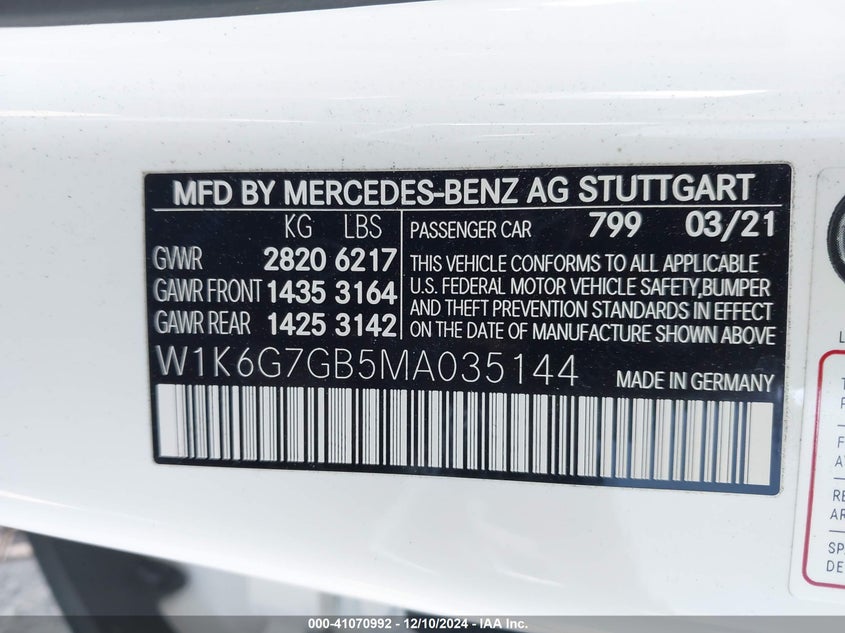 MFD BY MERCEDES-BENZ AG STUTTGART
KG LBS
GVWR 2820 6217
GAWR FRONT 1435 3164
GAWR REAR 1425 3142
PASSENGER CAR 799 03/21
THIS VEHICLE CONFORMS TO ALL APPLICABLE
U.S. FEDERAL MOTOR VEHICLE SAFETY,BUMPER
AND THEFT PREVENTION STANDARDS IN EFFECT
ON THE DATE OF MANUFACTURE SHOWN ABOVE
W1K6G7GB5MA035144
MADE IN GERMANY
000-41070992 - 12/10/2024 - IAA Inc.